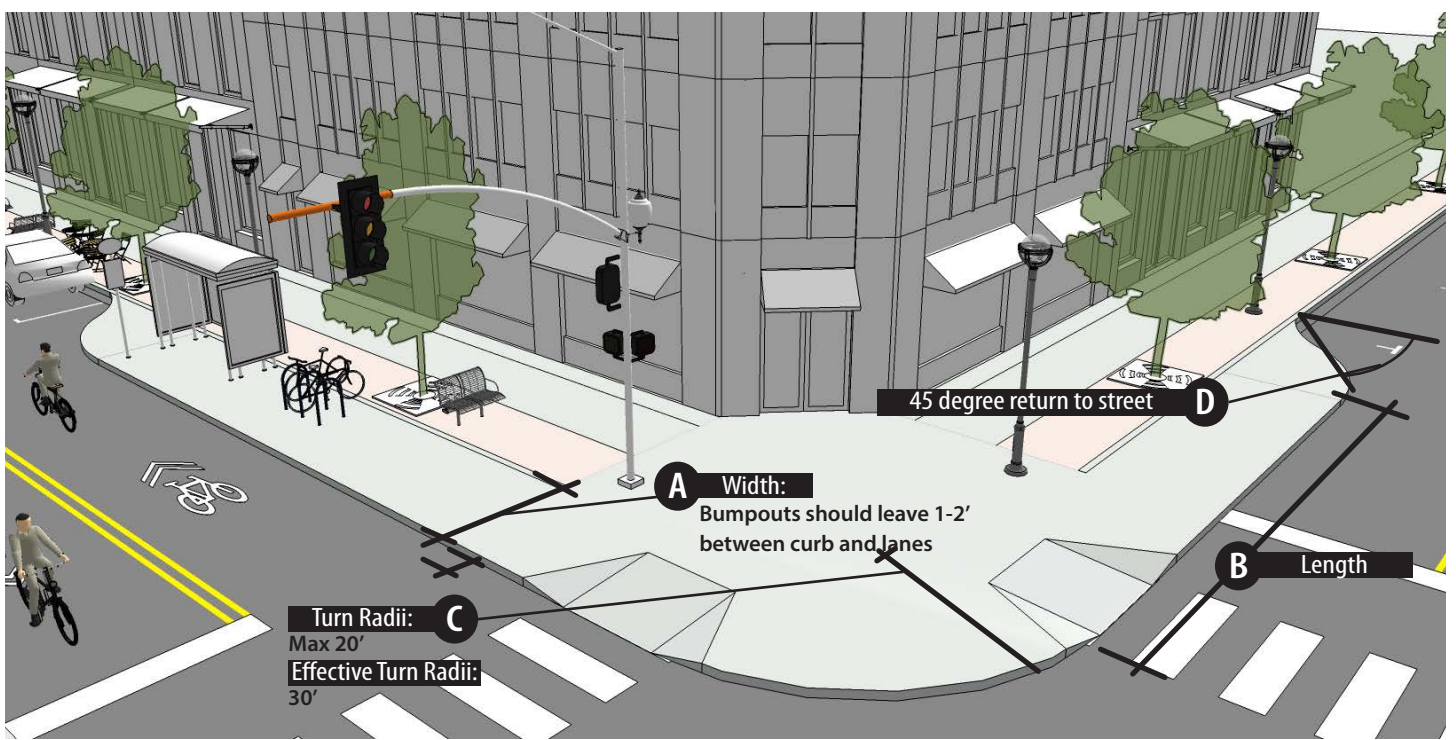 45 degree return to street D
A Width:
Bumpouts should leave 1-2’
between curb and lanes
B Length
Turn Radii: C
Max 20’
Effective Turn Radii:
30’